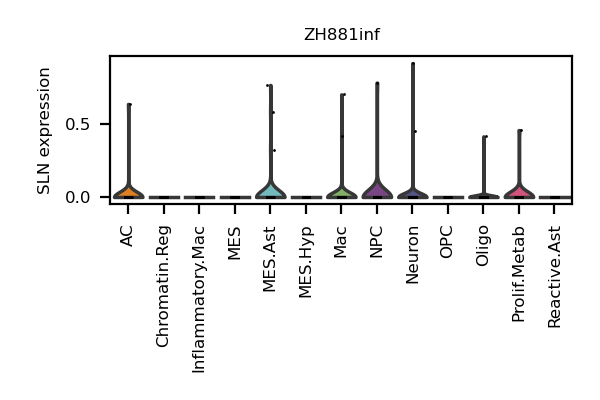 ZH881inf
SLN expression
0.5
0.0
AC
Chromatin.Reg
Inflammatory.Mac
MES
MES.Ast
MES.Hyp
Mac
NPC
Neuron
OPC
Oligo
Prolif.Metab
Reactive.Ast